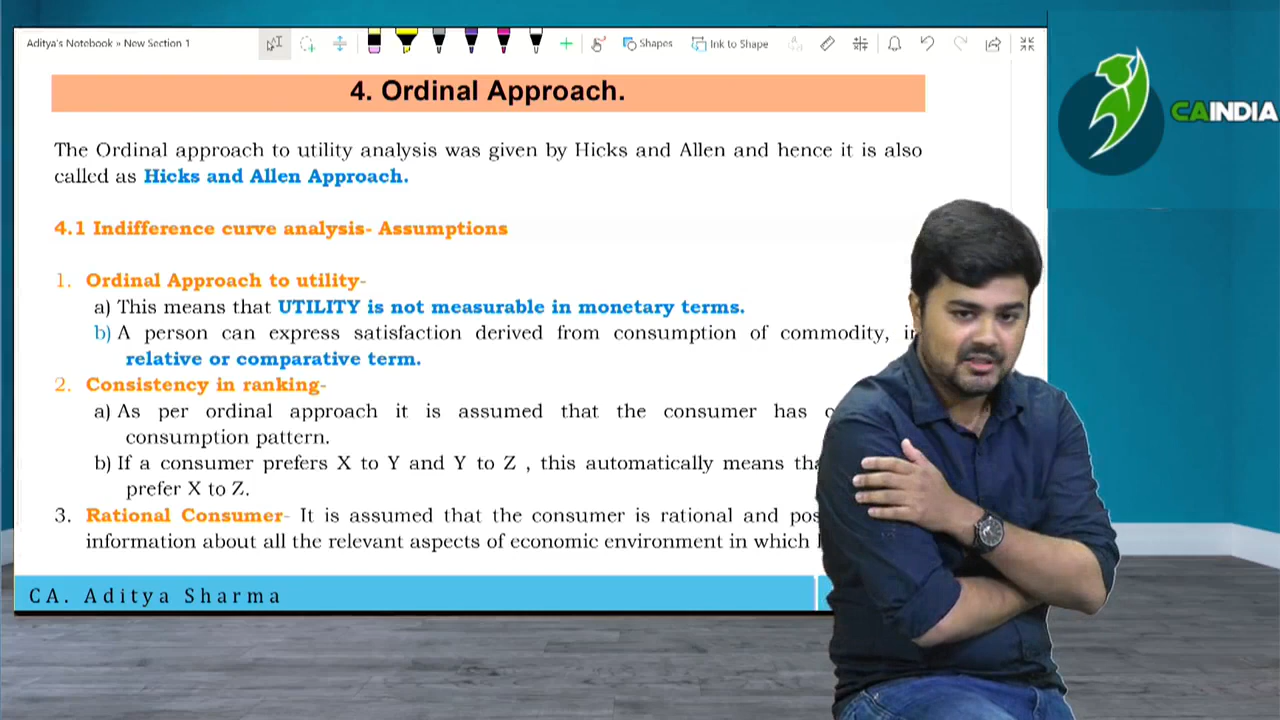 Aditya's Notebook » New Section 1
Shapes
Ink to Shape
4. Ordinal Approach.
CAINDIA
The Ordinal approach to utility analysis was given by Hicks and Allen and hence it is also
called as Hicks and Allen Approach.
4.1 Indifference curve analysis- Assumptions
1. Ordinal Approach to utility-
a) This means that UTILITY is not measurable in monetary terms.
b) A person can express satisfaction derived from consumption of commodity,
relative or comparative term.
2. Consistency in ranking-
a) As per ordinal approach it is assumed that the consumer has
consumption pattern.
b) If a consumer prefers X to Y and Y to Z , this automatically means
prefer X to Z.
3. Rational Consumer- It is assumed that the consumer is rational and
information about all the relevant aspects of economic environment in which
CA. Aditya Sharma